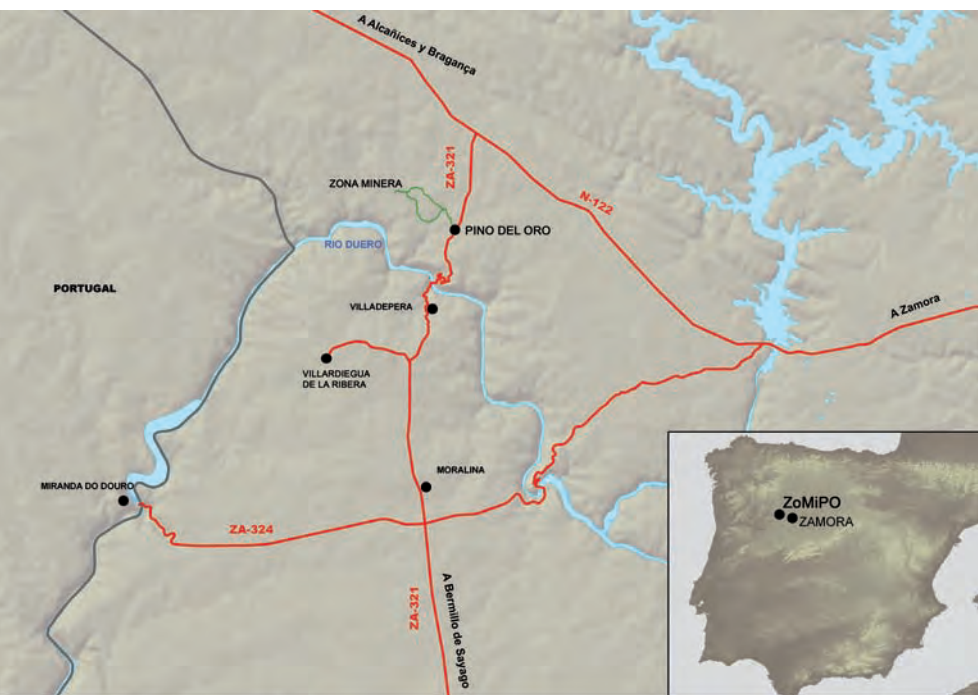 A Alcañices y Bragança
ZA-321
ZONA MINERA
N-122
PINO DEL ORO
RIO DUERO
PORTUGAL
VILLADEPERA
A Zamora
VILLARDIEGUA
DE LA RIBERA
MORALINA
MIRANDA DO DOURO
ZA-324
ZA-321
A Bermillo de Sayago
ZoMiPO
ZAMORA